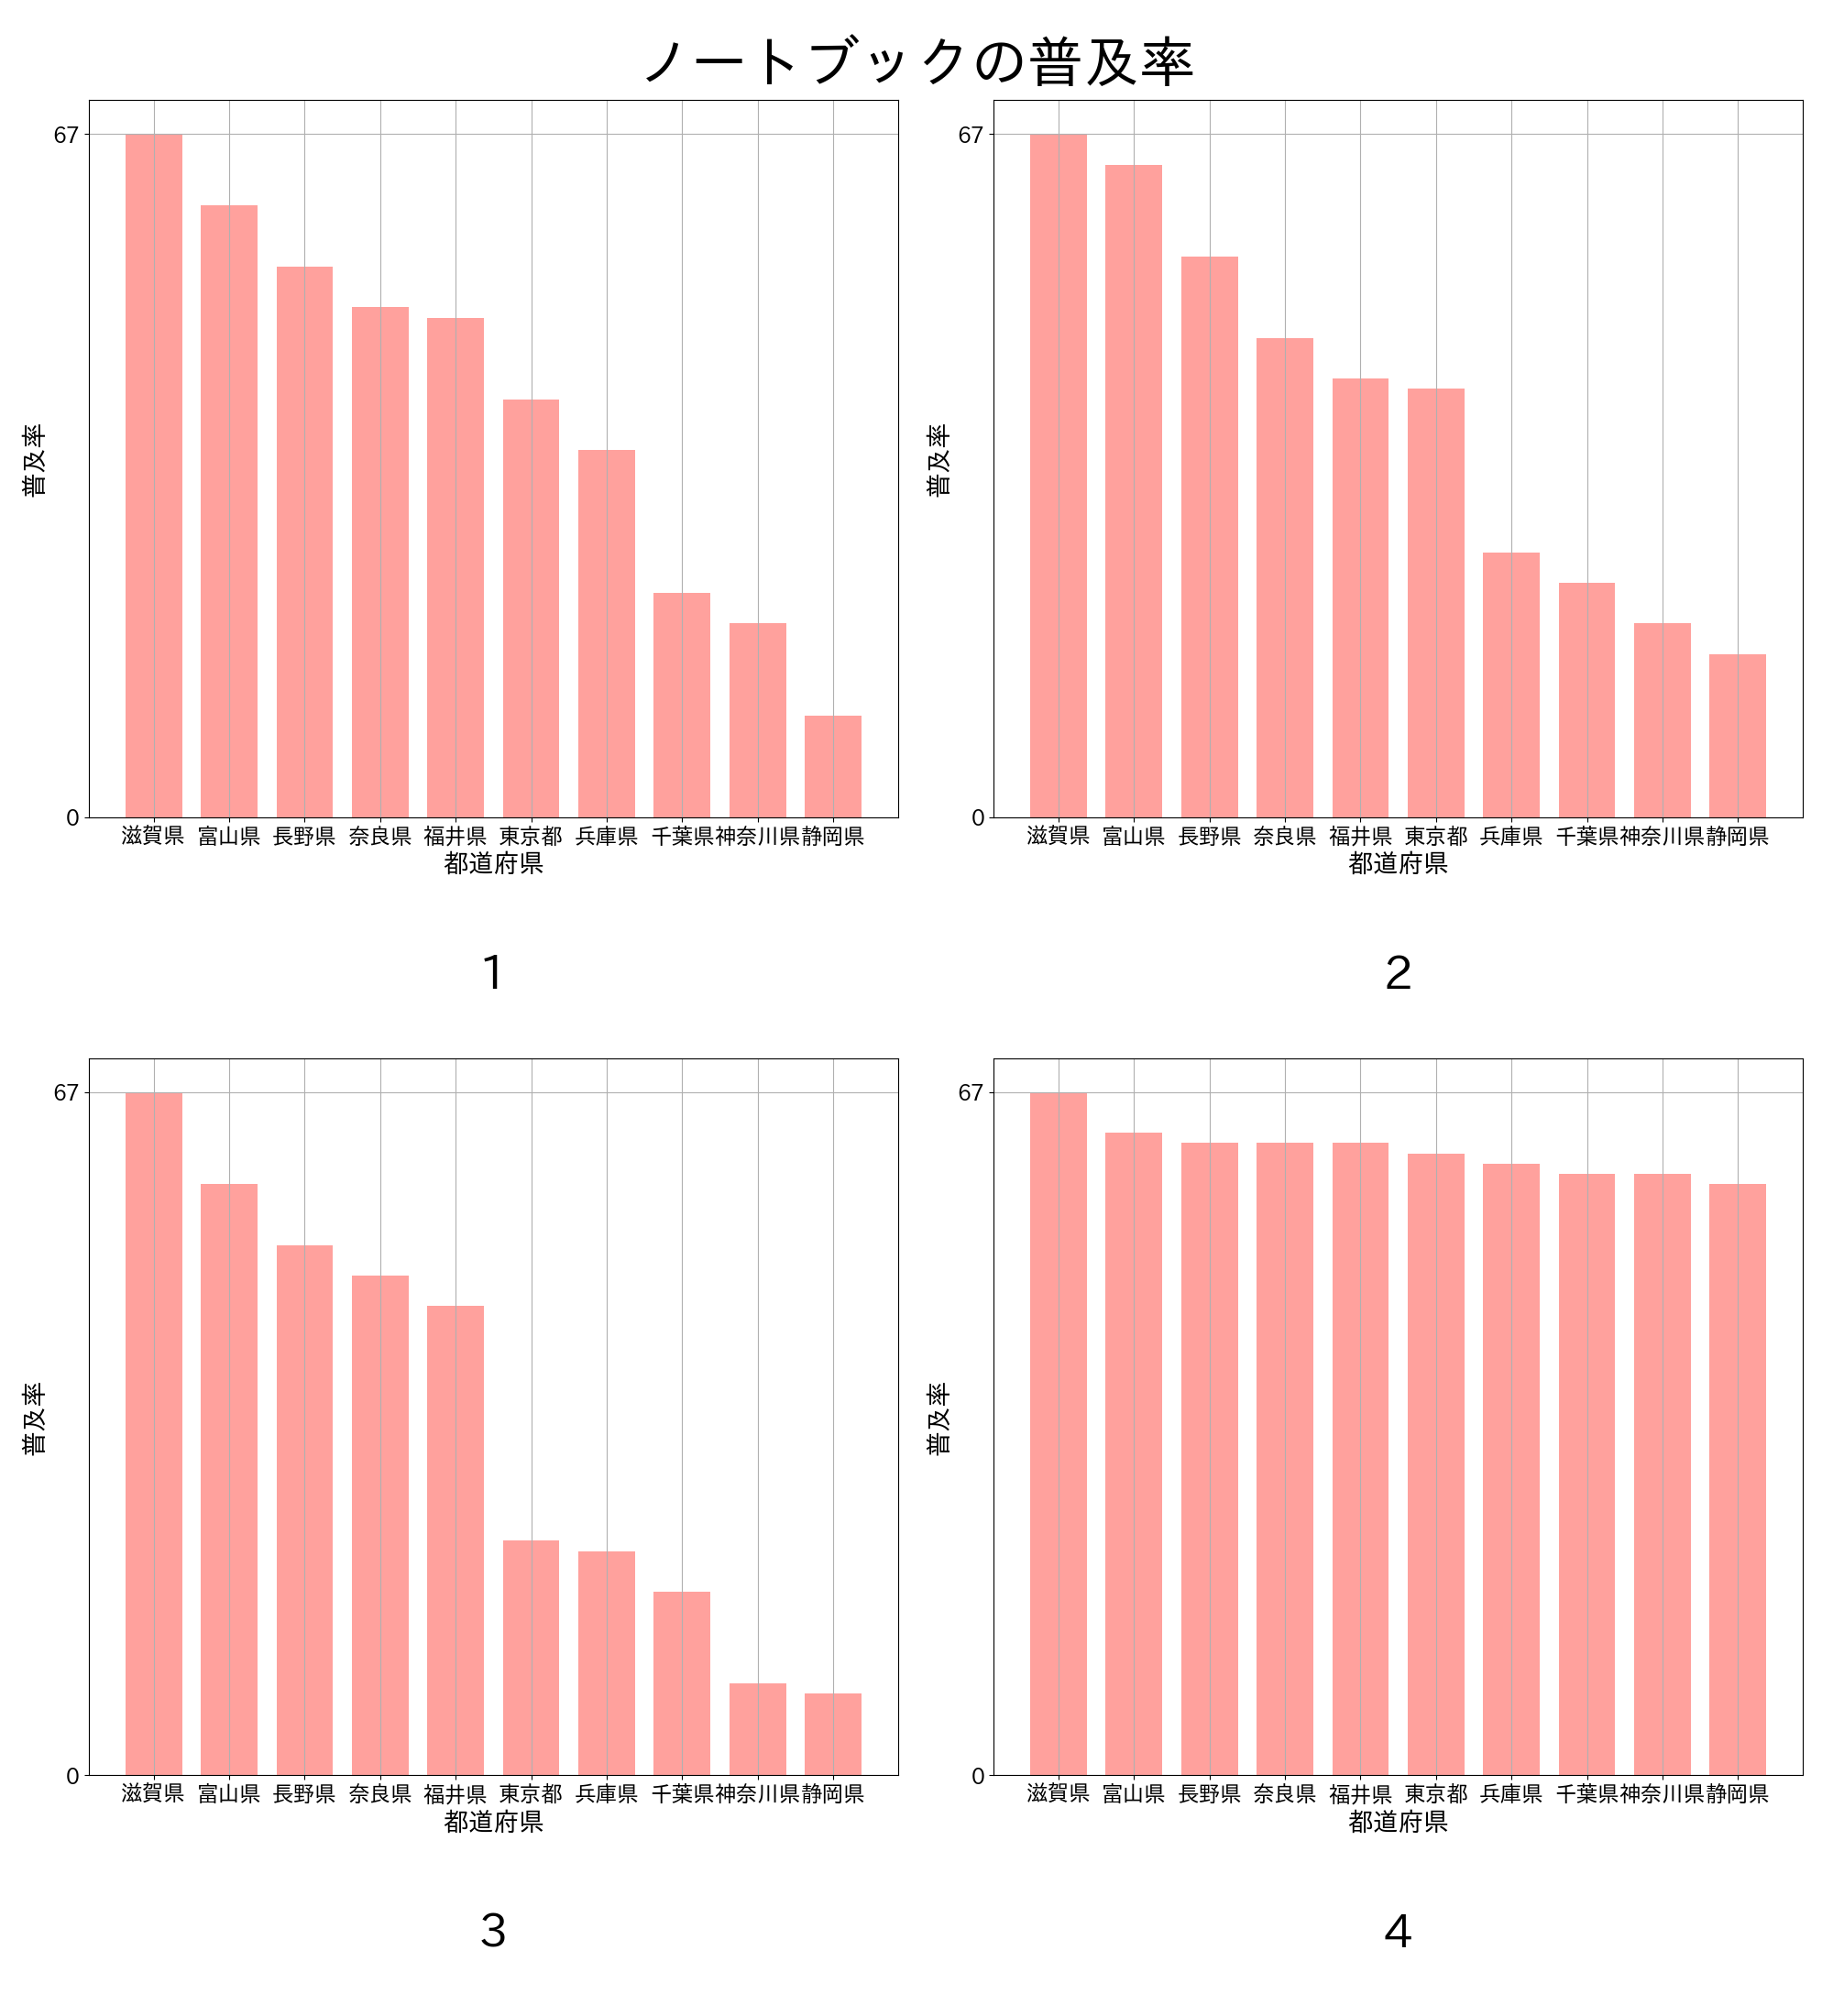 ノートブックの普及率
67
0
普及率
滋賀県 富山県 長野県 奈良県 福井県 東京都 兵庫県 千葉県 神奈川県 静岡県
都道府県
1
67
0
普及率
滋賀県 富山県 長野県 奈良県 福井県 東京都 兵庫県 千葉県 神奈川県 静岡県
都道府県
2
67
0
普及率
滋賀県 富山県 長野県 奈良県 福井県 東京都 兵庫県 千葉県 神奈川県 静岡県
都道府県
3
67
0
普及率
滋賀県 富山県 長野県 奈良県 福井県 東京都 兵庫県 千葉県 神奈川県 静岡県
都道府県
4